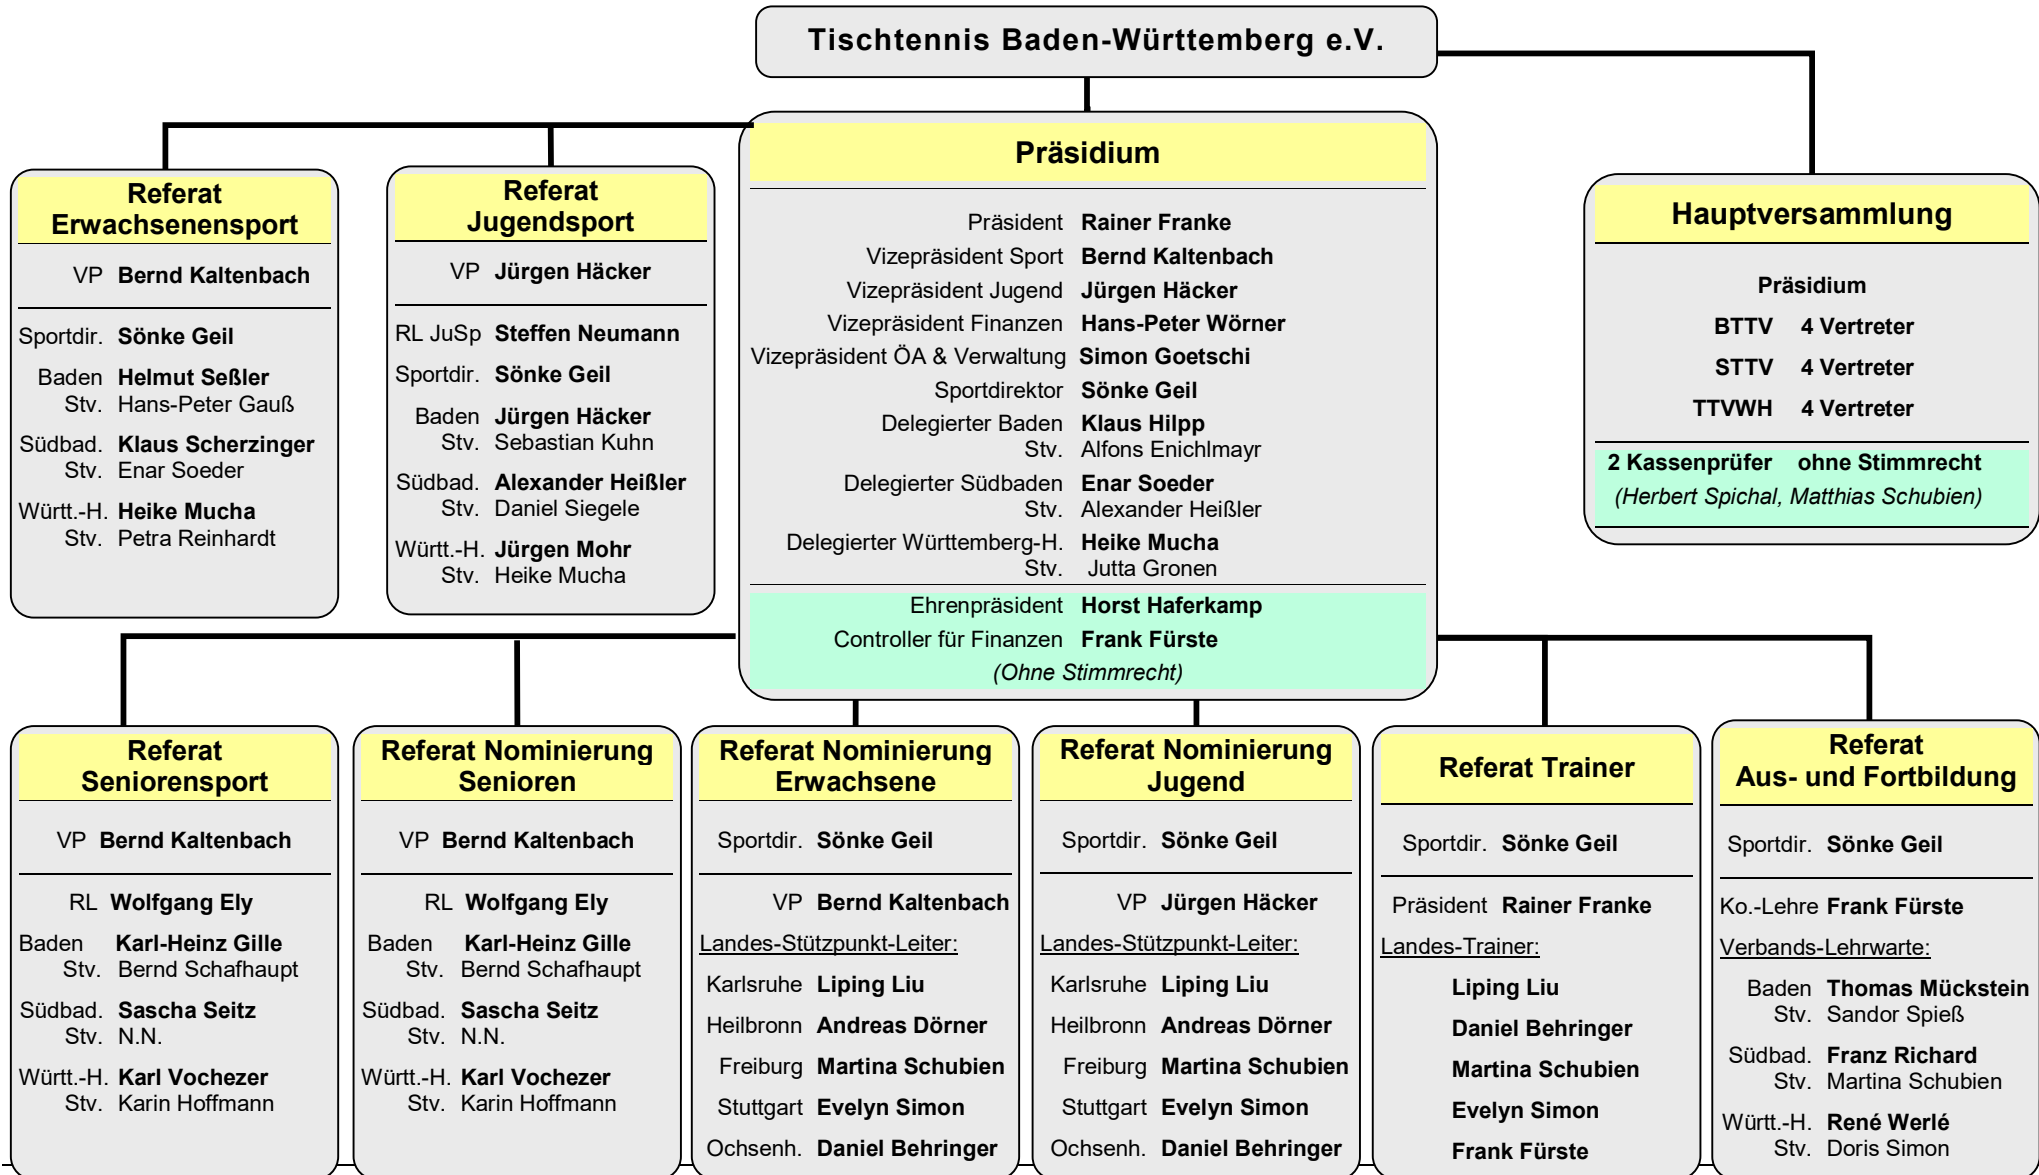 Tischtennis Baden-Württemberg e.V.
Präsidium
Präsident Rainer Franke
Vizepräsident Sport Bernd Kaltenbach
Vizepräsident Jugend Jürgen Häcker
Vizepräsident Finanzen Hans-Peter Wörner
Vizepräsident ÖA & Verwaltung Simon Goetschi
Sportdirektor Sönke Geil
Delegierter Baden Klaus Hilpp
Stv. Alfons Enichlmayr
Delegierter Südbaden Enar Soeder
Stv. Alexander Heißler
Delegierter Württemberg-H. Heike Mucha
Stv. Jutta Gronen
Ehrenpräsident Horst Haferkamp
Controller für Finanzen Frank Fürste
(Ohne Stimmrecht)
Referat
Erwachsenensport
VP Bernd Kaltenbach
Sportdir. Sönke Geil
Baden Helmut Seßler
Stv. Hans-Peter Gauß
Südbad. Klaus Scherzinger
Stv. Enar Soeder
Württ.-H. Heike Mucha
Stv. Petra Reinhardt
Referat
Jugendsport
VP Jürgen Häcker
RL JuSp Steffen Neumann
Sportdir. Sönke Geil
Baden Jürgen Häcker
Stv. Sebastian Kuhn
Südbad. Alexander Heißler
Stv. Daniel Siegele
Württ.-H. Jürgen Mohr
Stv. Heike Mucha
Hauptversammlung
Präsidium
BTTV 4 Vertreter
STTV 4 Vertreter
TTVWH 4 Vertreter
2 Kassenprüfer ohne Stimmrecht
(Herbert Spichal, Matthias Schubien)
Referat
Seniorensport
VP Bernd Kaltenbach
RL Wolfgang Ely
Baden Karl-Heinz Gille
Stv. Bernd Schafhaupt
Südbad. Sascha Seitz
Stv. N.N.
Württ.-H. Karl Vochezer
Stv. Karin Hoffmann
Referat Nominierung
Senioren
VP Bernd Kaltenbach
RL Wolfgang Ely
Baden Karl-Heinz Gille
Stv. Bernd Schafhaupt
Südbad. Sascha Seitz
Stv. N.N.
Württ.-H. Karl Vochezer
Stv. Karin Hoffmann
Referat Nominierung
Erwachsene
Sportdir. Sönke Geil
VP Bernd Kaltenbach
Landes-Stützpunkt-Leiter:
Karlsruhe Liping Liu
Heilbronn Andreas Dörner
Freiburg Martina Schubien
Stuttgart Evelyn Simon
Ochsenh. Daniel Behringer
Referat Nominierung
Jugend
Sportdir. Sönke Geil
VP Jürgen Häcker
Landes-Stützpunkt-Leiter:
Karlsruhe Liping Liu
Heilbronn Andreas Dörner
Freiburg Martina Schubien
Stuttgart Evelyn Simon
Ochsenh. Daniel Behringer
Referat Trainer
Sportdir. Sönke Geil
Präsident Rainer Franke
Landes-Trainer:
Liping Liu
Daniel Behringer
Martina Schubien
Evelyn Simon
Frank Fürste
Referat
Aus- und Fortbildung
Sportdir. Sönke Geil
Ko.-Lehre Frank Fürste
Verbands-Lehrwarte:
Baden Thomas Mückstein
Stv. Sandor Spieß
Südbad. Franz Richard
Stv. Martina Schubien
Württ.-H. René Werlé
Stv. Doris Simon